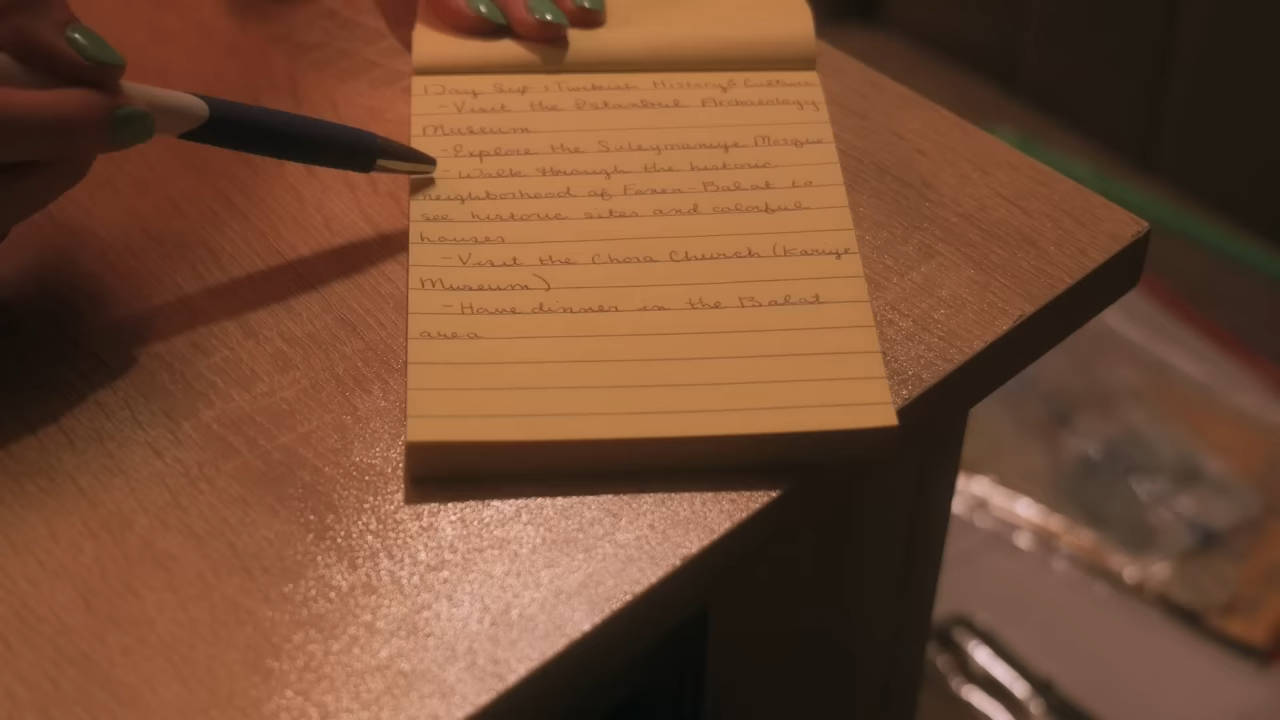 Day Six: Turkish History & Culture
- Visit the Istanbul Archaeology
Museum
- Explore the Suleymaniye Mosque
- Walk through the historic
neighborhood of Fener-Balat to
see historic sites and colorful
houses
- Visit the Chora Church (Kariye
Museum)
- Have dinner in the Balat
area